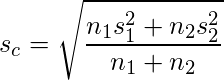 $s_c = \sqrt{\frac{n_1 s_1^2 + n_2 s_2^2}{n_1 + n_2}}$